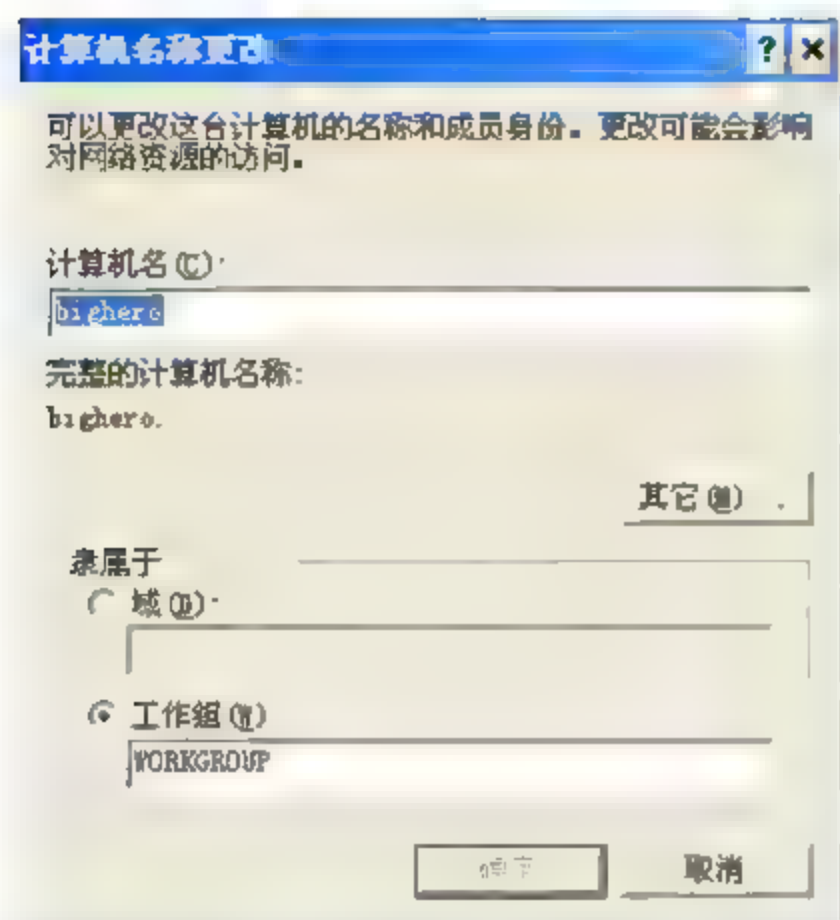 计算机名称更改
可以更改这台计算机的名称和成员身份。更改可能会影响
对网络资源的访问。
计算机名(C):
bighero
完整的计算机名称:
bighero.
其它(M)
隶属于
域(D):
工作组(W)
WORKGROUP
取消